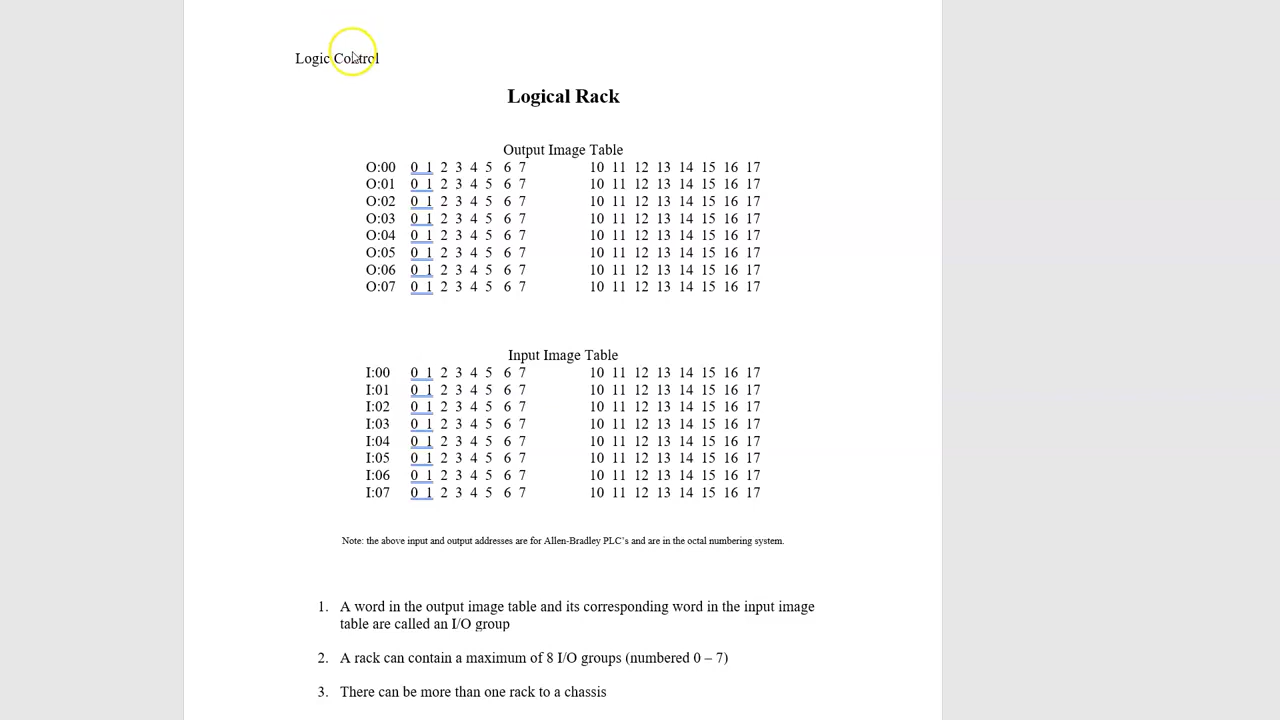 Logic Control
Logical Rack
Output Image Table
O:00 0 1 2 3 4 5 6 7 10 11 12 13 14 15 16 17
O:01 0 1 2 3 4 5 6 7 10 11 12 13 14 15 16 17
O:02 0 1 2 3 4 5 6 7 10 11 12 13 14 15 16 17
O:03 0 1 2 3 4 5 6 7 10 11 12 13 14 15 16 17
O:04 0 1 2 3 4 5 6 7 10 11 12 13 14 15 16 17
O:05 0 1 2 3 4 5 6 7 10 11 12 13 14 15 16 17
O:06 0 1 2 3 4 5 6 7 10 11 12 13 14 15 16 17
O:07 0 1 2 3 4 5 6 7 10 11 12 13 14 15 16 17
Input Image Table
I:00 0 1 2 3 4 5 6 7 10 11 12 13 14 15 16 17
I:01 0 1 2 3 4 5 6 7 10 11 12 13 14 15 16 17
I:02 0 1 2 3 4 5 6 7 10 11 12 13 14 15 16 17
I:03 0 1 2 3 4 5 6 7 10 11 12 13 14 15 16 17
I:04 0 1 2 3 4 5 6 7 10 11 12 13 14 15 16 17
I:05 0 1 2 3 4 5 6 7 10 11 12 13 14 15 16 17
I:06 0 1 2 3 4 5 6 7 10 11 12 13 14 15 16 17
I:07 0 1 2 3 4 5 6 7 10 11 12 13 14 15 16 17
Note: the above input and output addresses are for Allen-Bradley PLC's and are in the octal numbering system.
1. A word in the output image table and its corresponding word in the input image
table are called an I/O group
2. A rack can contain a maximum of 8 I/O groups (numbered 0 – 7)
3. There can be more than one rack to a chassis